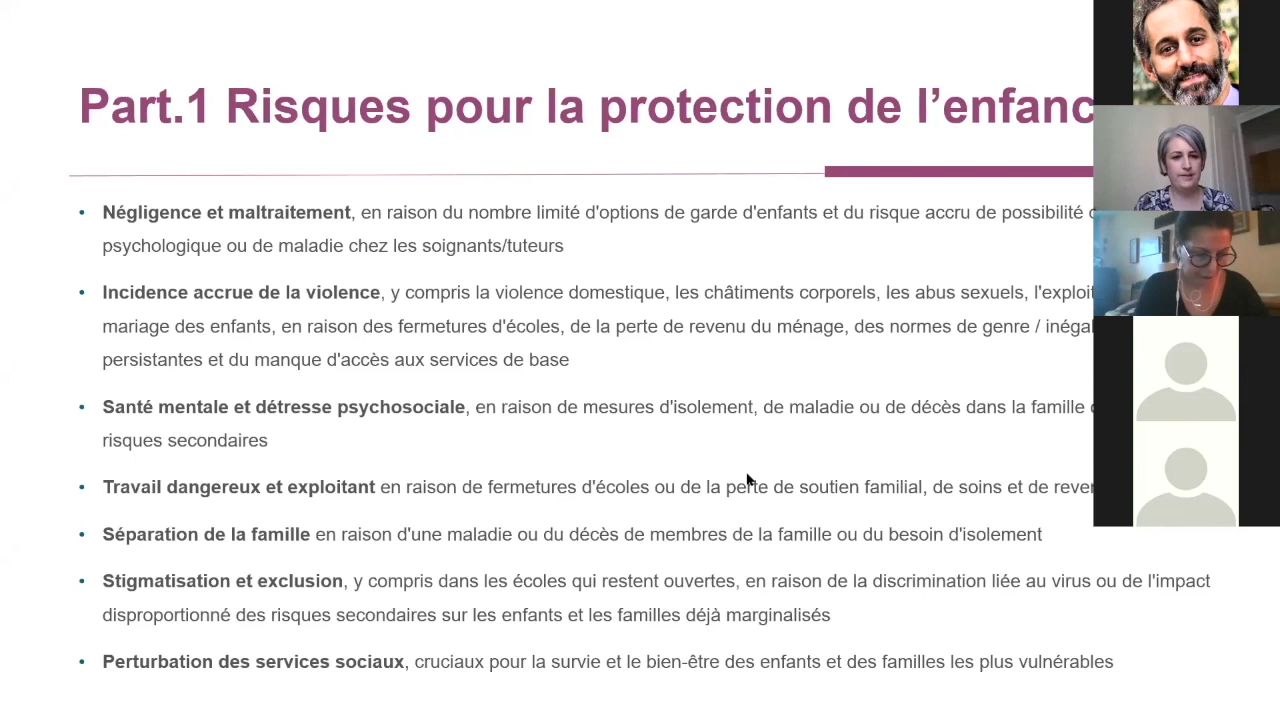 Part.1 Risques pour la protection de l’enfanc
• Négligence et maltraitement, en raison du nombre limité d'options de garde d'enfants et du risque accru de possibilité
psychologique ou de maladie chez les soignants/tuteurs
• Incidence accrue de la violence, y compris la violence domestique, les châtiments corporels, les abus sexuels,
mariage des enfants, en raison des fermetures d'écoles, de la perte de revenu du ménage, des normes de genre /
persistantes et du manque d'accès aux services de base
• Santé mentale et détresse psychosociale, en raison de mesures d'isolement, de maladie ou de décès dans la famille
risques secondaires
• Travail dangereux et exploitant en raison de fermetures d'écoles ou de la perte de soutien familial, de soins et de
• Séparation de la famille en raison d'une maladie ou du décès de membres de la famille ou du besoin d'isolement
• Stigmatisation et exclusion, y compris dans les écoles qui restent ouvertes, en raison de la discrimination liée au virus ou de l'impact
disproportionné des risques secondaires sur les enfants et les familles déjà marginalisés
• Perturbation des services sociaux, cruciaux pour la survie et le bien-être des enfants et des familles les plus vulnérables